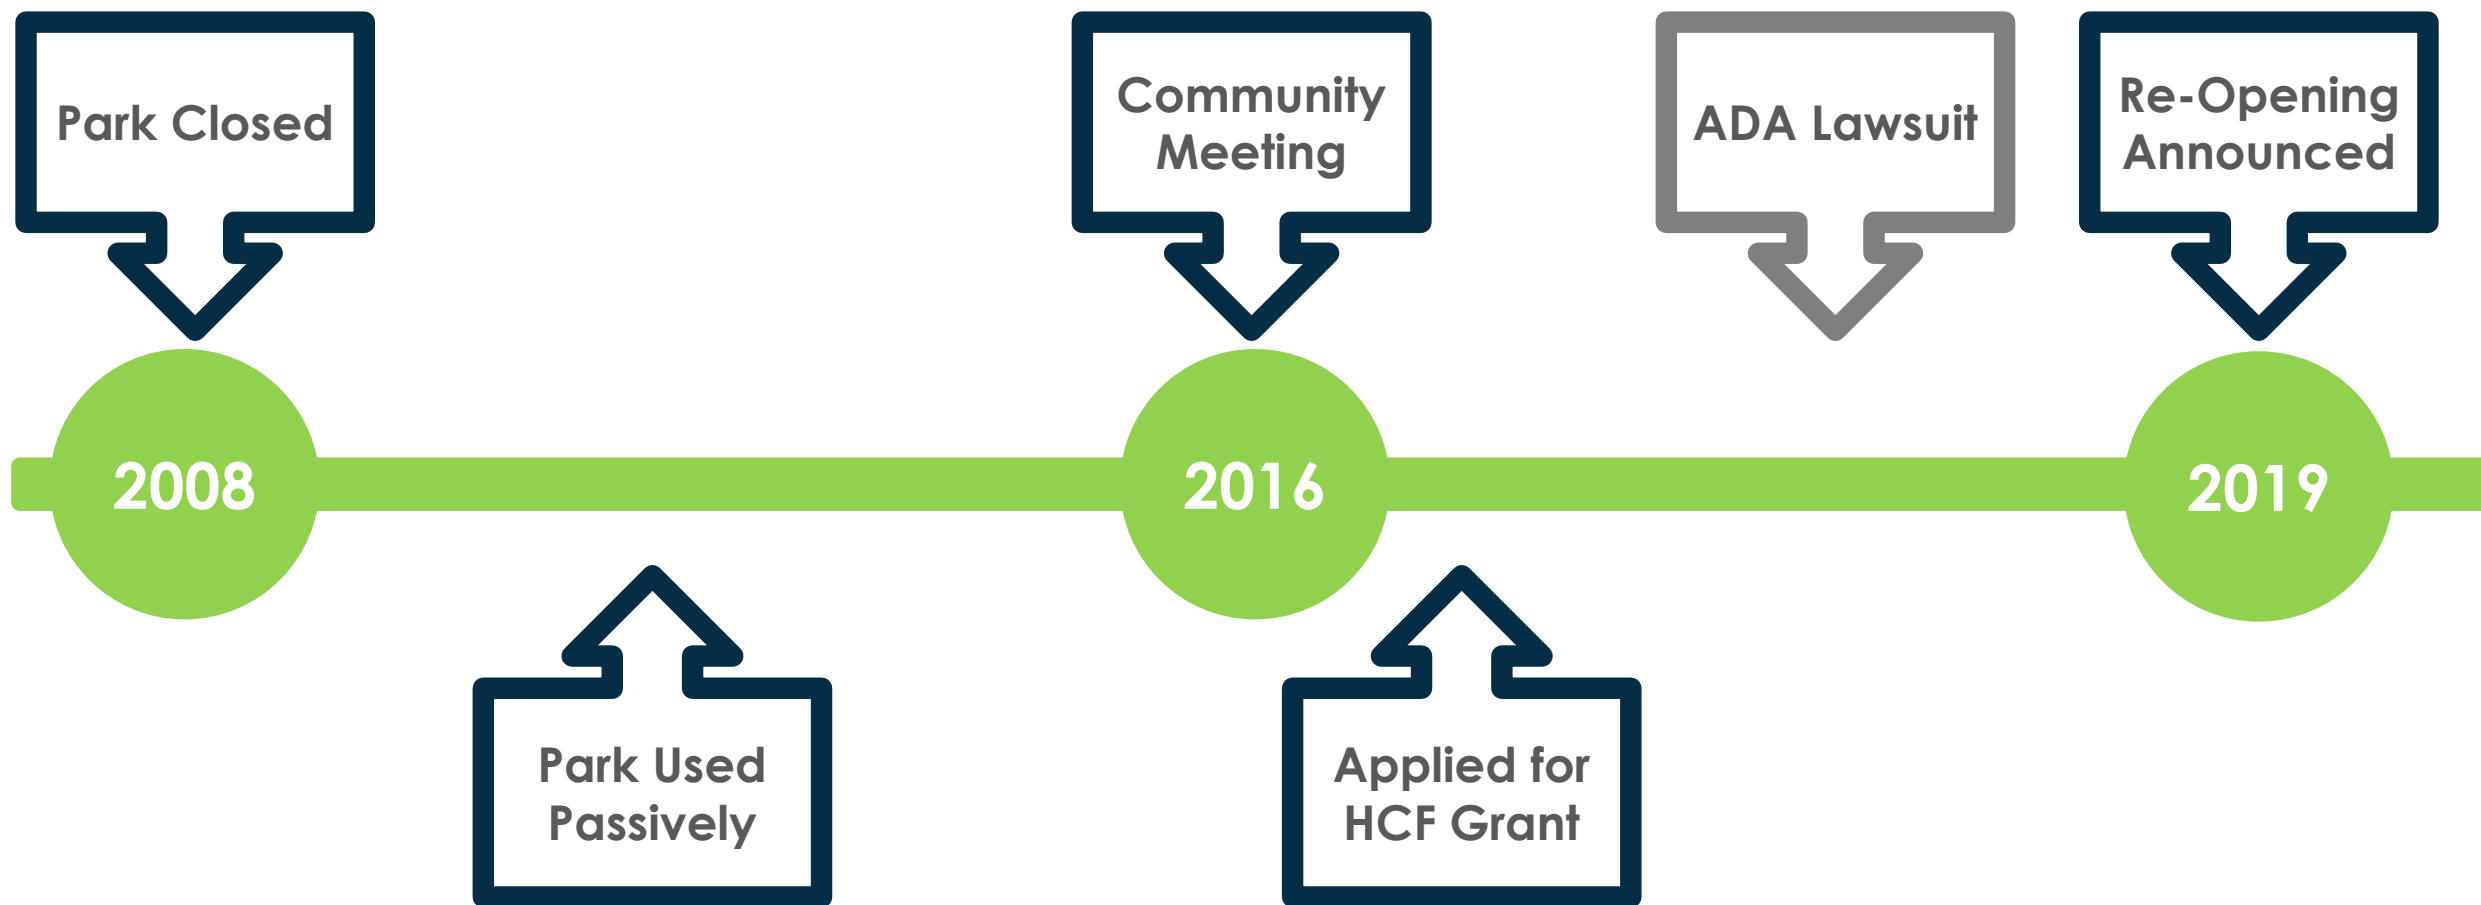 Park Closed
Community
Meeting
ADA Lawsuit
Re-Opening
Announced
2008
2016
2019
Park Used
Passively
Applied for
HCF Grant